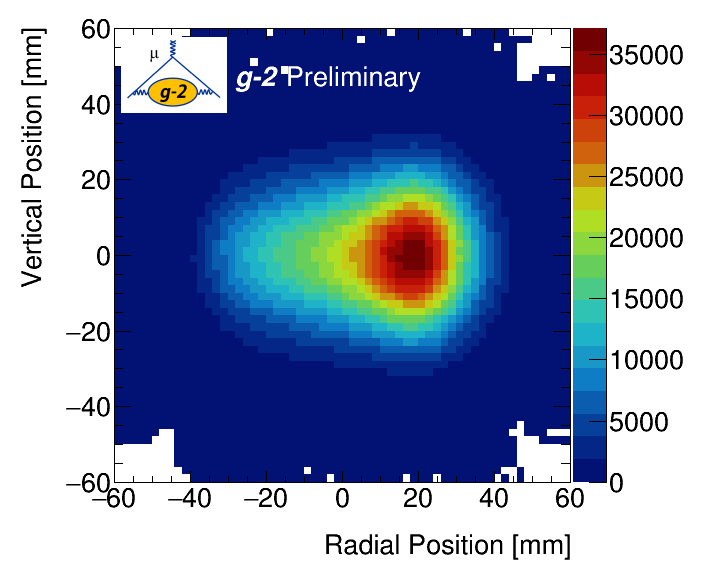 60
40
20
0
−20
−40
−60
Vertical Position [mm]
μ
g-2
g-2 Preliminary
35000
30000
25000
20000
15000
10000
5000
0
−60 −40 −20 0 20 40 60
Radial Position [mm]